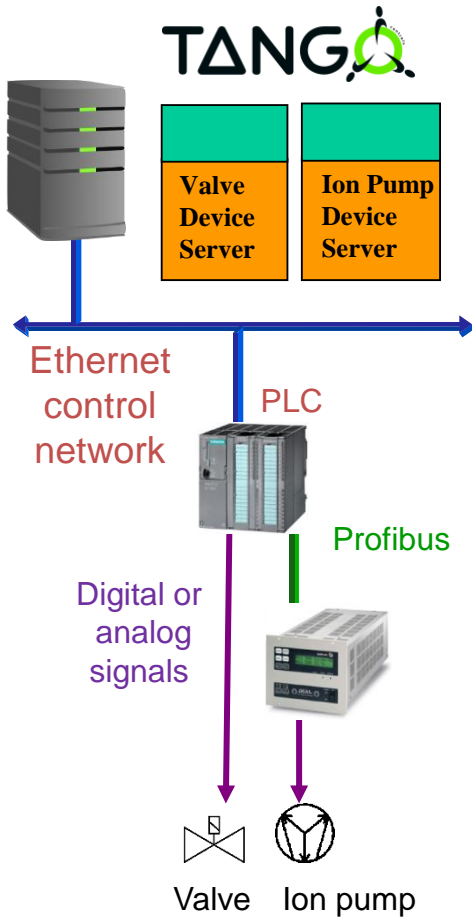 TANGO
Valve
Device
Server
Ion Pump
Device
Server
Ethernet
control
network
PLC
Profibus
Digital or
analog
signals
Valve
Ion pump